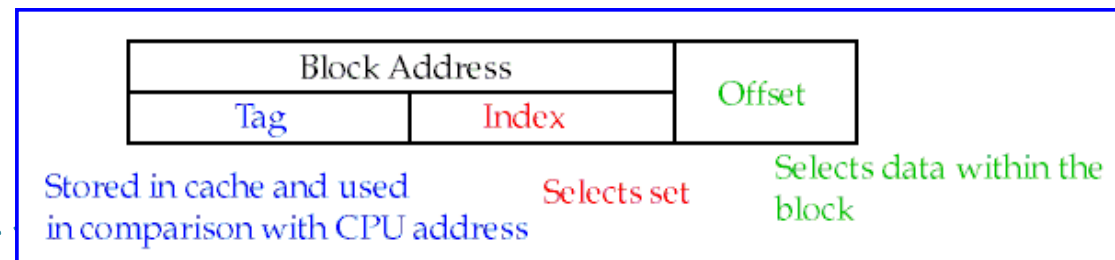 Block Address
Offset
Tag
Index
Stored in cache and used
in comparison with CPU address
Selects set
Selects data within the
block